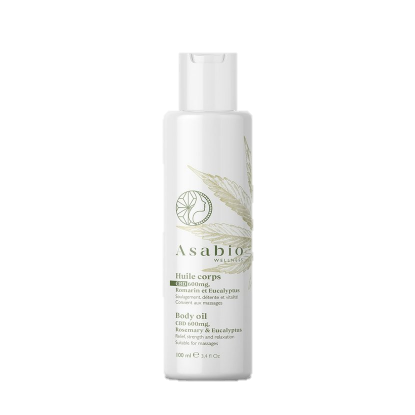 Asabio
WELLNESS
Huile corps
CBD 600mg,
Romarin et Eucalyptus
Soulagement, détente et vitalité
Convient aux massages
Body oil
CBD 600mg,
Rosemary & Eucalyptus
Relief, strength and relaxation
Suitable for massages
100 ml ℮ 3.4 fl oz